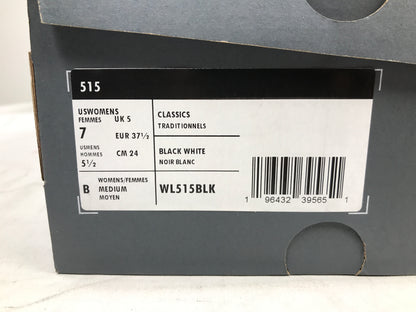 515
USWOMENS
FEMMES
7
UK 5
EUR 37½
USMENS
HOMMES
5½
CM 24
B
WOMENS/FEMMES
MEDIUM
MOYEN
CLASSICS
TRADITIONNELS
BLACK WHITE
NOIR BLANC
WL515BLK
1 96432 39565 1